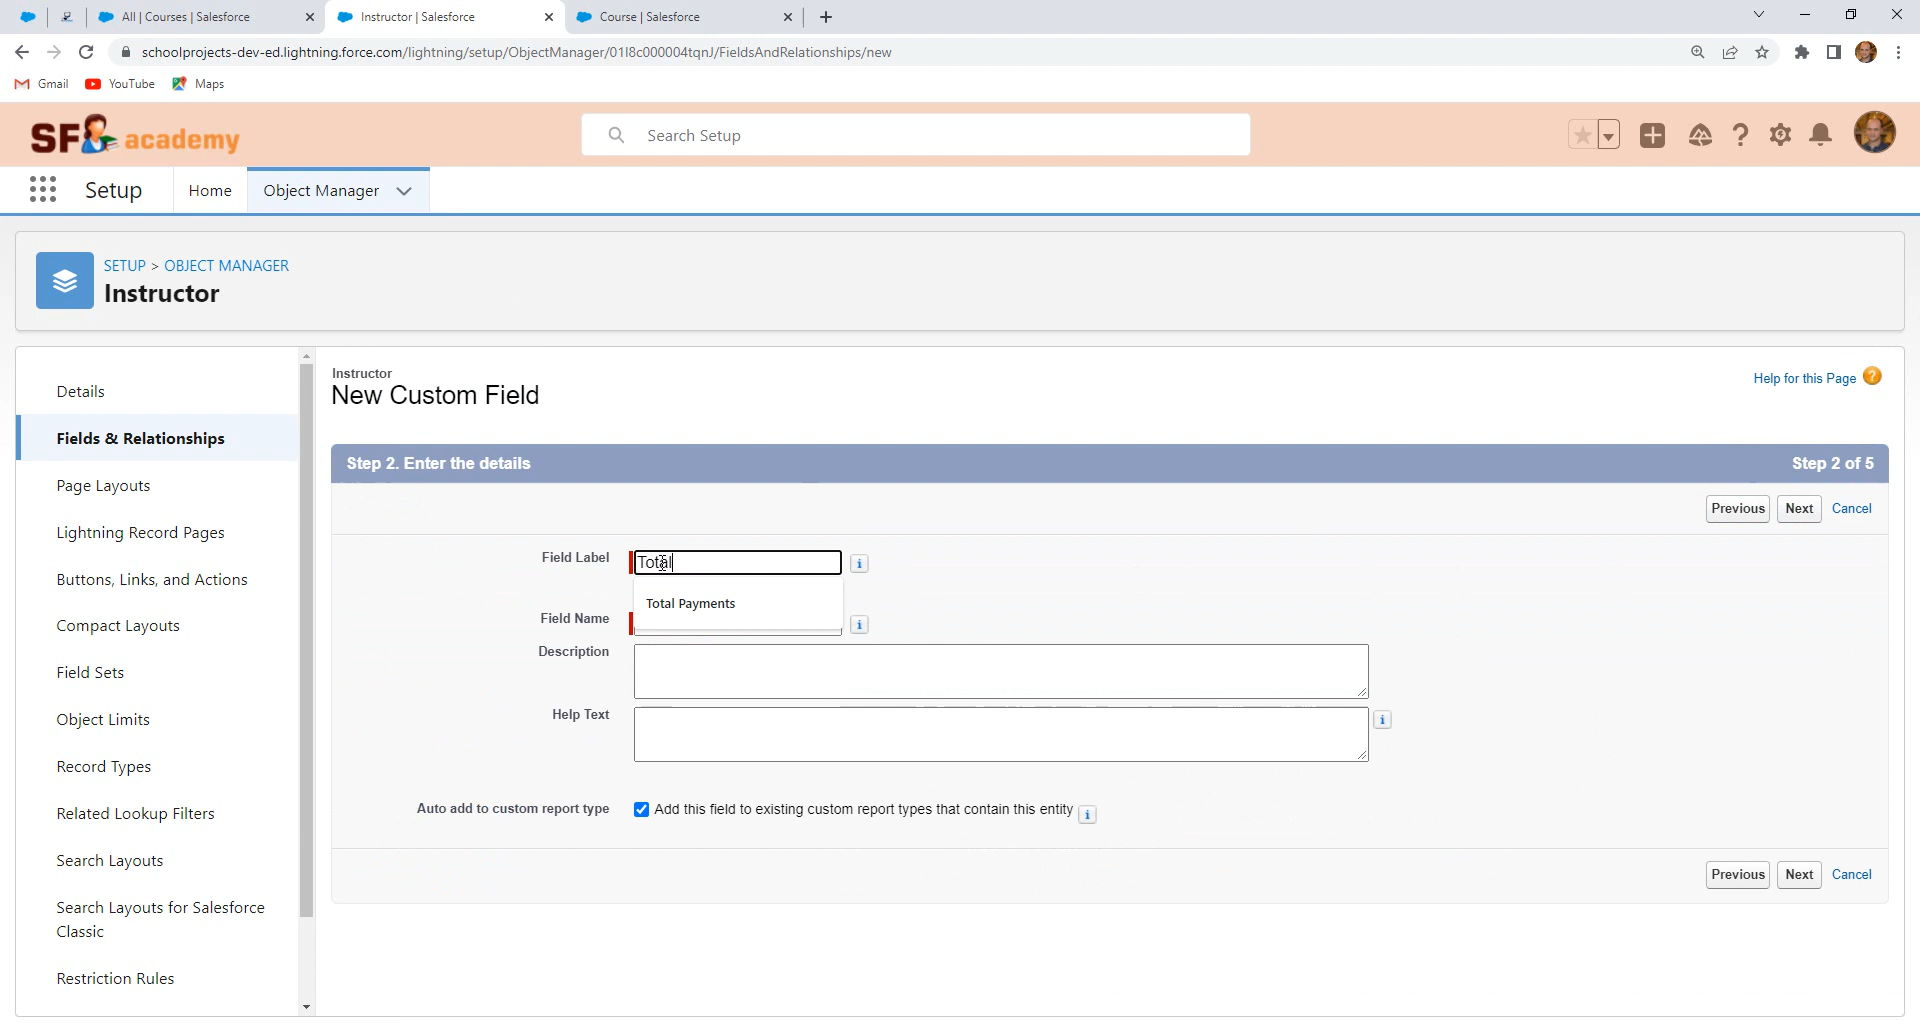 All | Courses | Salesforce
Instructor | Salesforce
Course | Salesforce
schoolprojects-dev-ed.lightning.force.com/lightning/setup/ObjectManager/01I8c000004tqnJ/FieldsAndRelationships/new
Gmail
YouTube
Maps
SF academy
Search Setup
Setup
Home
Object Manager
SETUP > OBJECT MANAGER
Instructor
Details
Fields & Relationships
Page Layouts
Lightning Record Pages
Buttons, Links, and Actions
Compact Layouts
Field Sets
Object Limits
Record Types
Related Lookup Filters
Search Layouts
Search Layouts for Salesforce
Classic
Restriction Rules
Instructor
New Custom Field
Help for this Page
Step 2. Enter the details
Step 2 of 5
Previous
Next
Cancel
Field Label
Total
Total Payments
Field Name
Description
Help Text
Auto add to custom report type
Add this field to existing custom report types that contain this entity
Previous
Next
Cancel